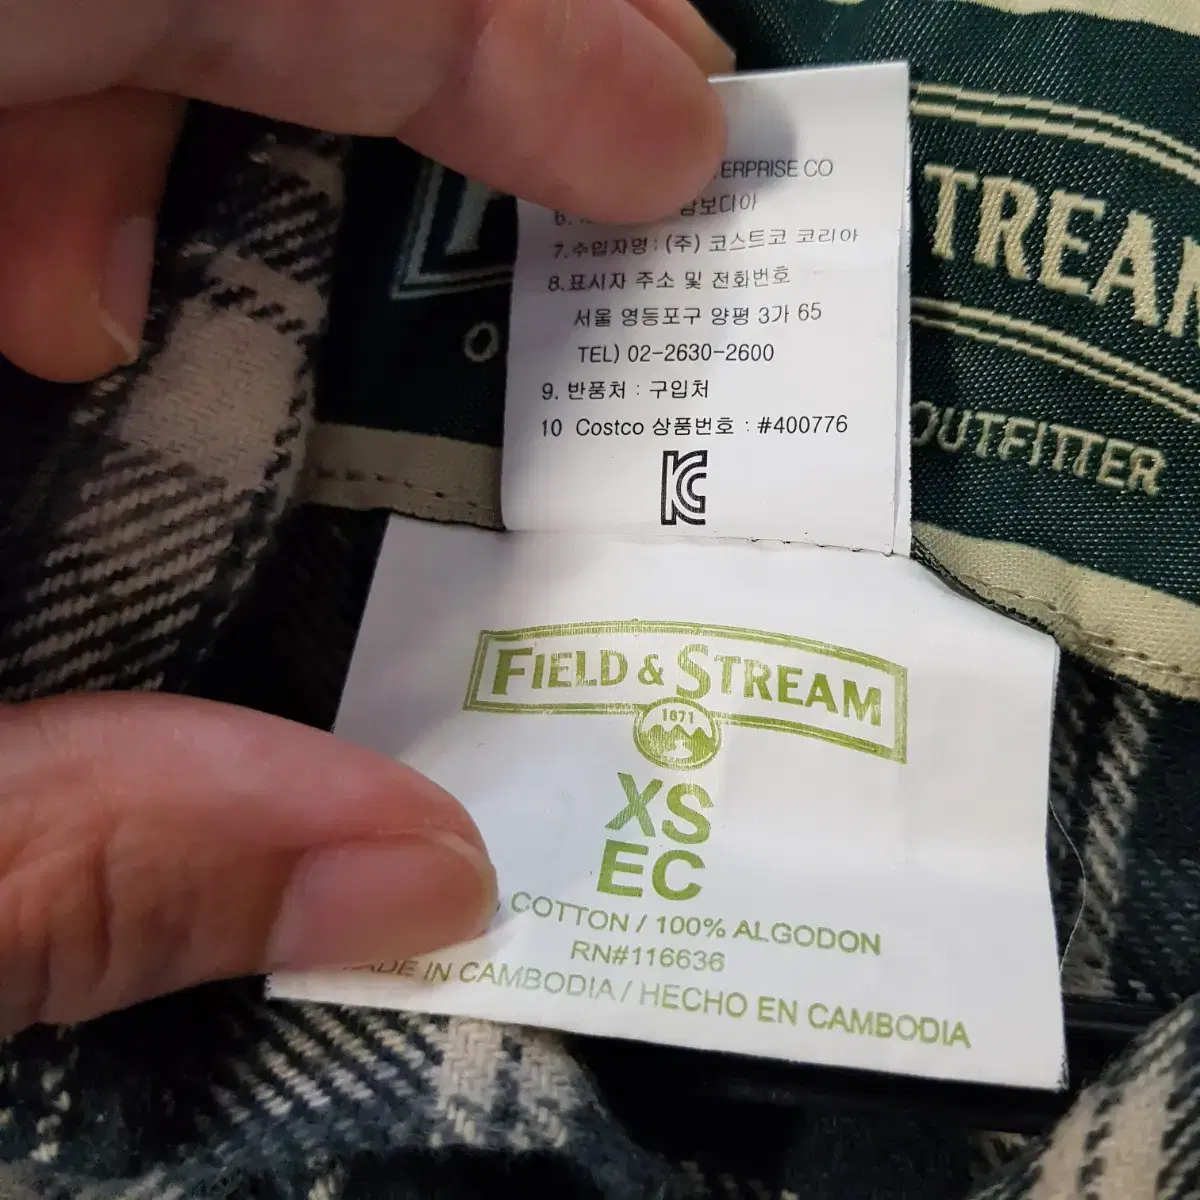 CO
7.수입자명 : (주) 코스트코 코리아
8.표시자 주소 및 전화번호
서울 영등포구 양평 3가 65
TEL) 02-2630-2600
9. 반품처 : 구입처
10 Costco 상품번호 : #400776
KC
OUTFITTER
FIELD & STREAM
1871
XS
EC
COTTON / 100% ALGODON
RN#116636
MADE IN CAMBODIA / HECHO EN CAMBODIA